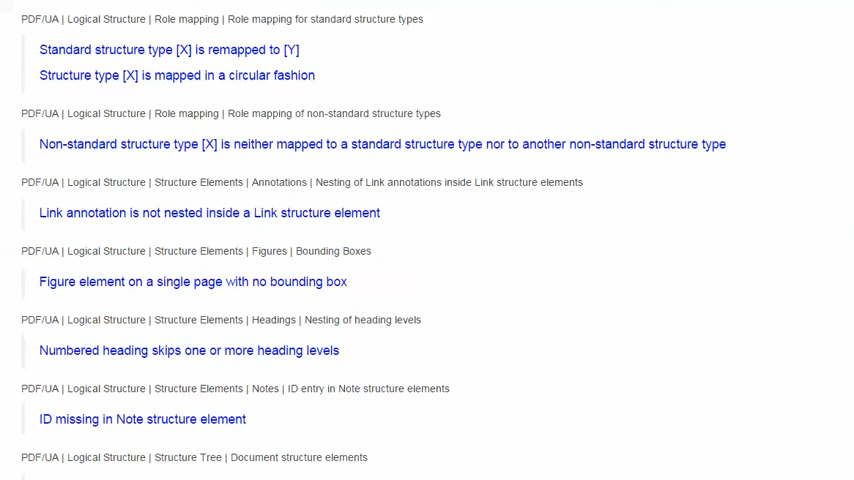 PDF/UA | Logical Structure | Role mapping | Role mapping for standard structure types
Standard structure type [X] is remapped to [Y]
Structure type [X] is mapped in a circular fashion
PDF/UA | Logical Structure | Role mapping | Role mapping of non-standard structure types
Non-standard structure type [X] is neither mapped to a standard structure type nor to another non-standard structure type
PDF/UA | Logical Structure | Structure Elements | Annotations | Nesting of Link annotations inside Link structure elements
Link annotation is not nested inside a Link structure element
PDF/UA | Logical Structure | Structure Elements | Figures | Bounding Boxes
Figure element on a single page with no bounding box
PDF/UA | Logical Structure | Structure Elements | Headings | Nesting of heading levels
Numbered heading skips one or more heading levels
PDF/UA | Logical Structure | Structure Elements | Notes | ID entry in Note structure elements
ID missing in Note structure element
PDF/UA | Logical Structure | Structure Tree | Document structure elements